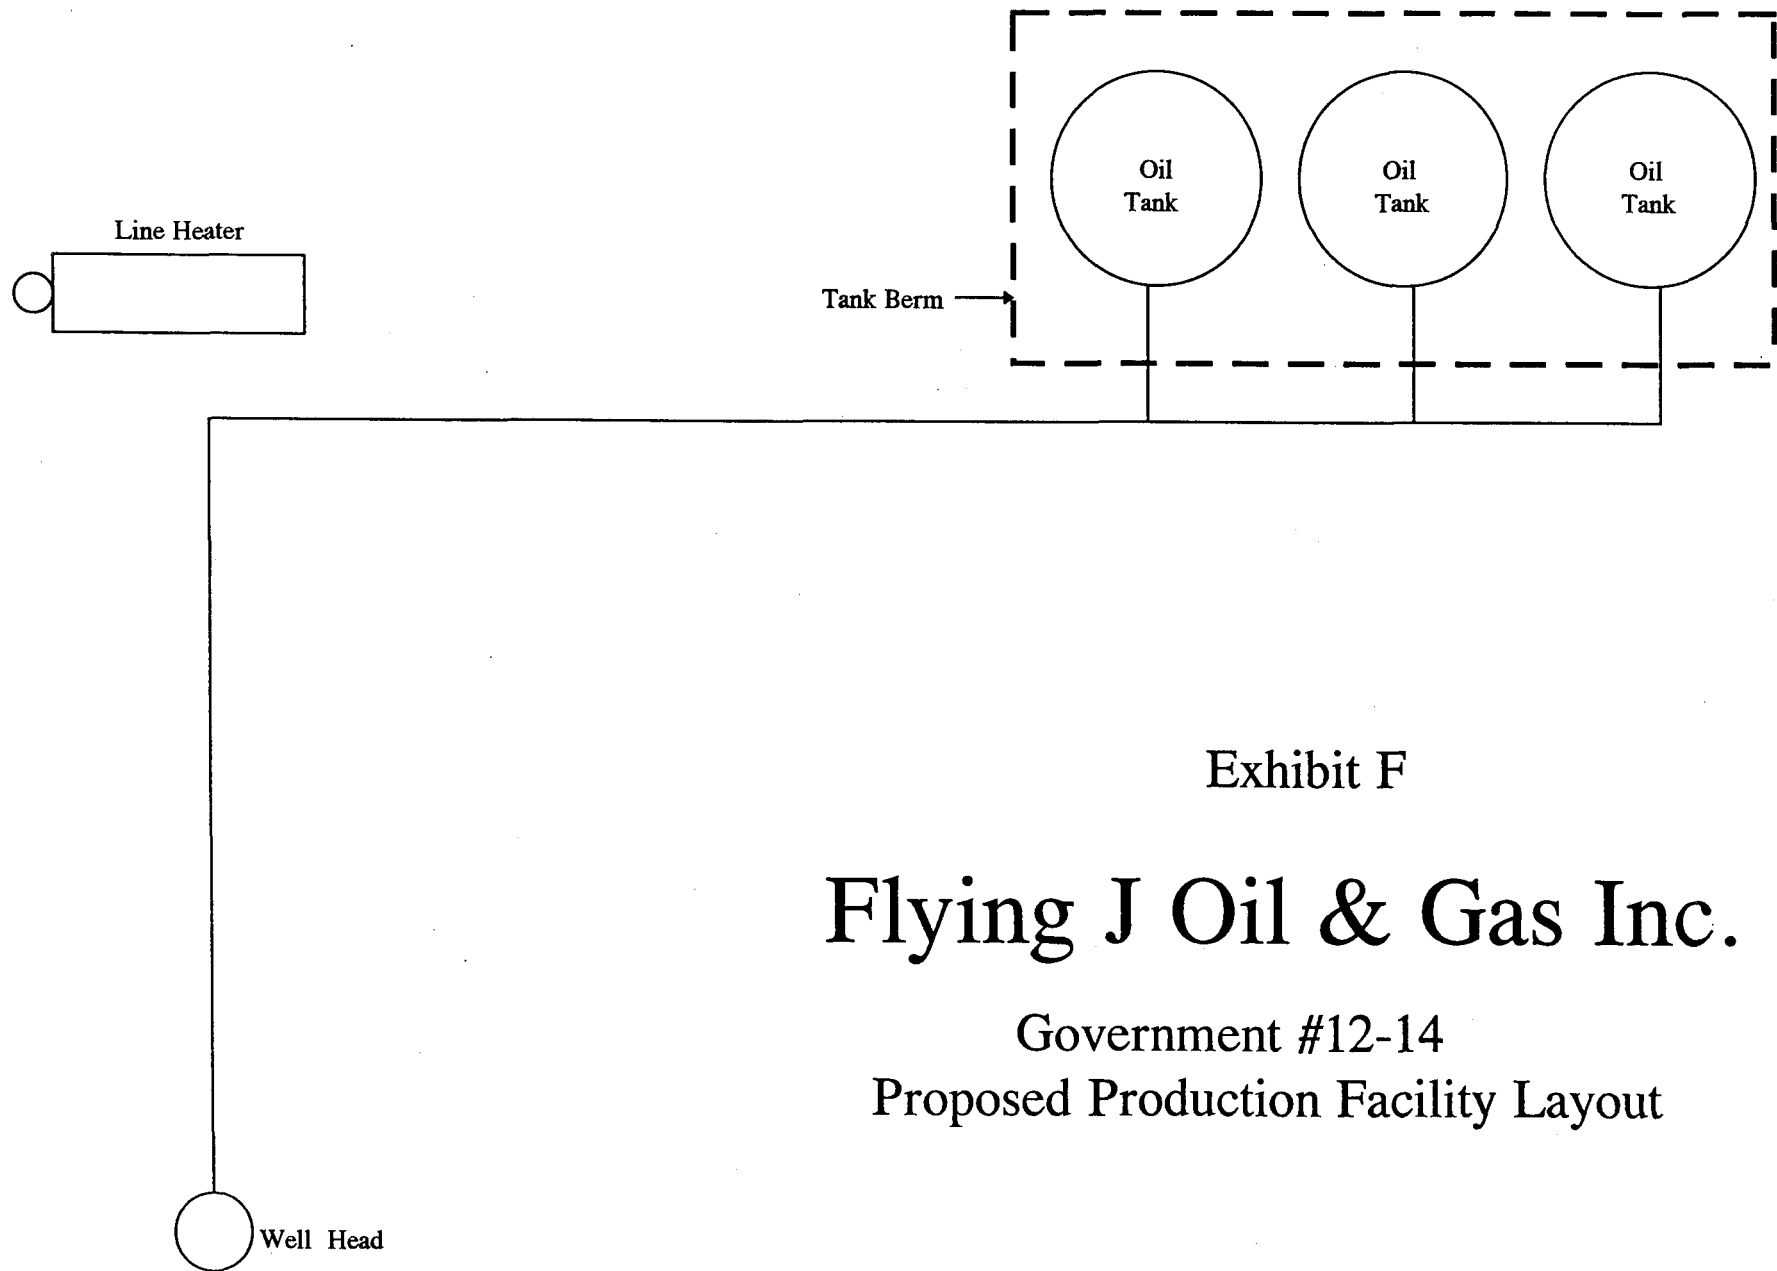 Oil
Tank
Oil
Tank
Oil
Tank
Line Heater
Tank Berm
Exhibit F
Flying J Oil & Gas Inc.
Government #12-14
Proposed Production Facility Layout
Well Head